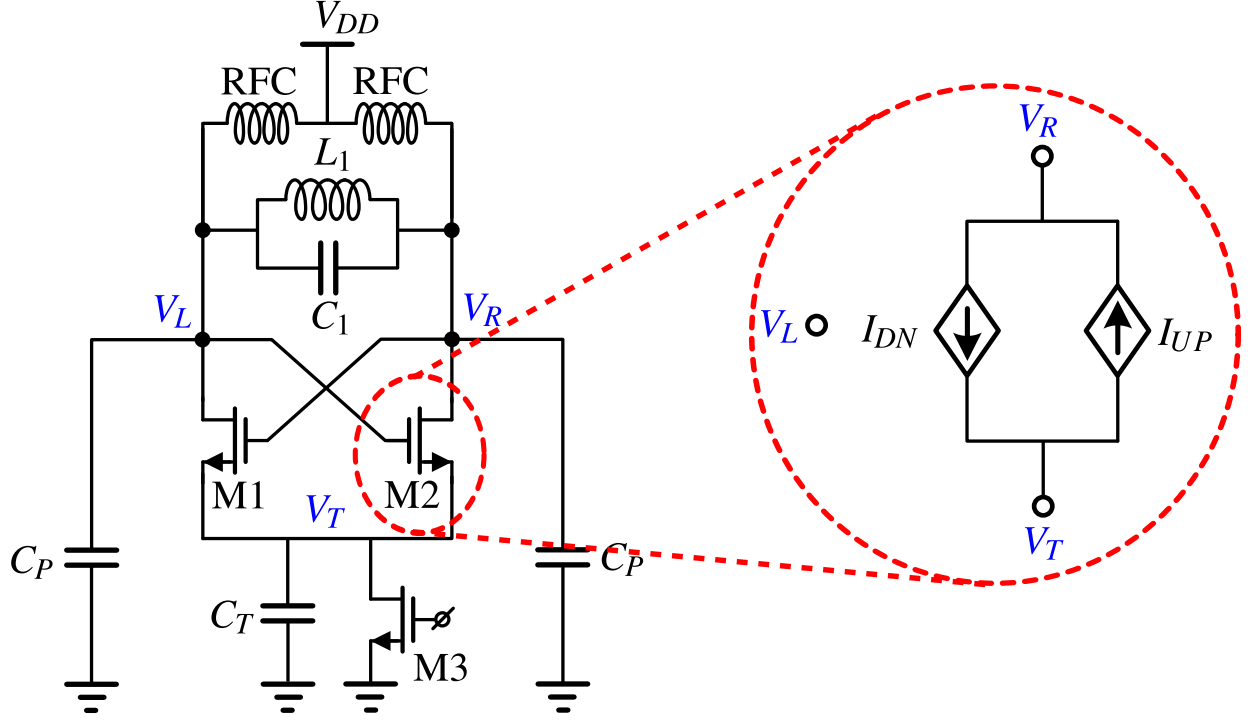 V_DD
RFC RFC
L_1
C_1
V_L V_R
M1 M2
V_T
C_P C_T C_P
M3
V_R
V_L I_DN I_UP
V_T